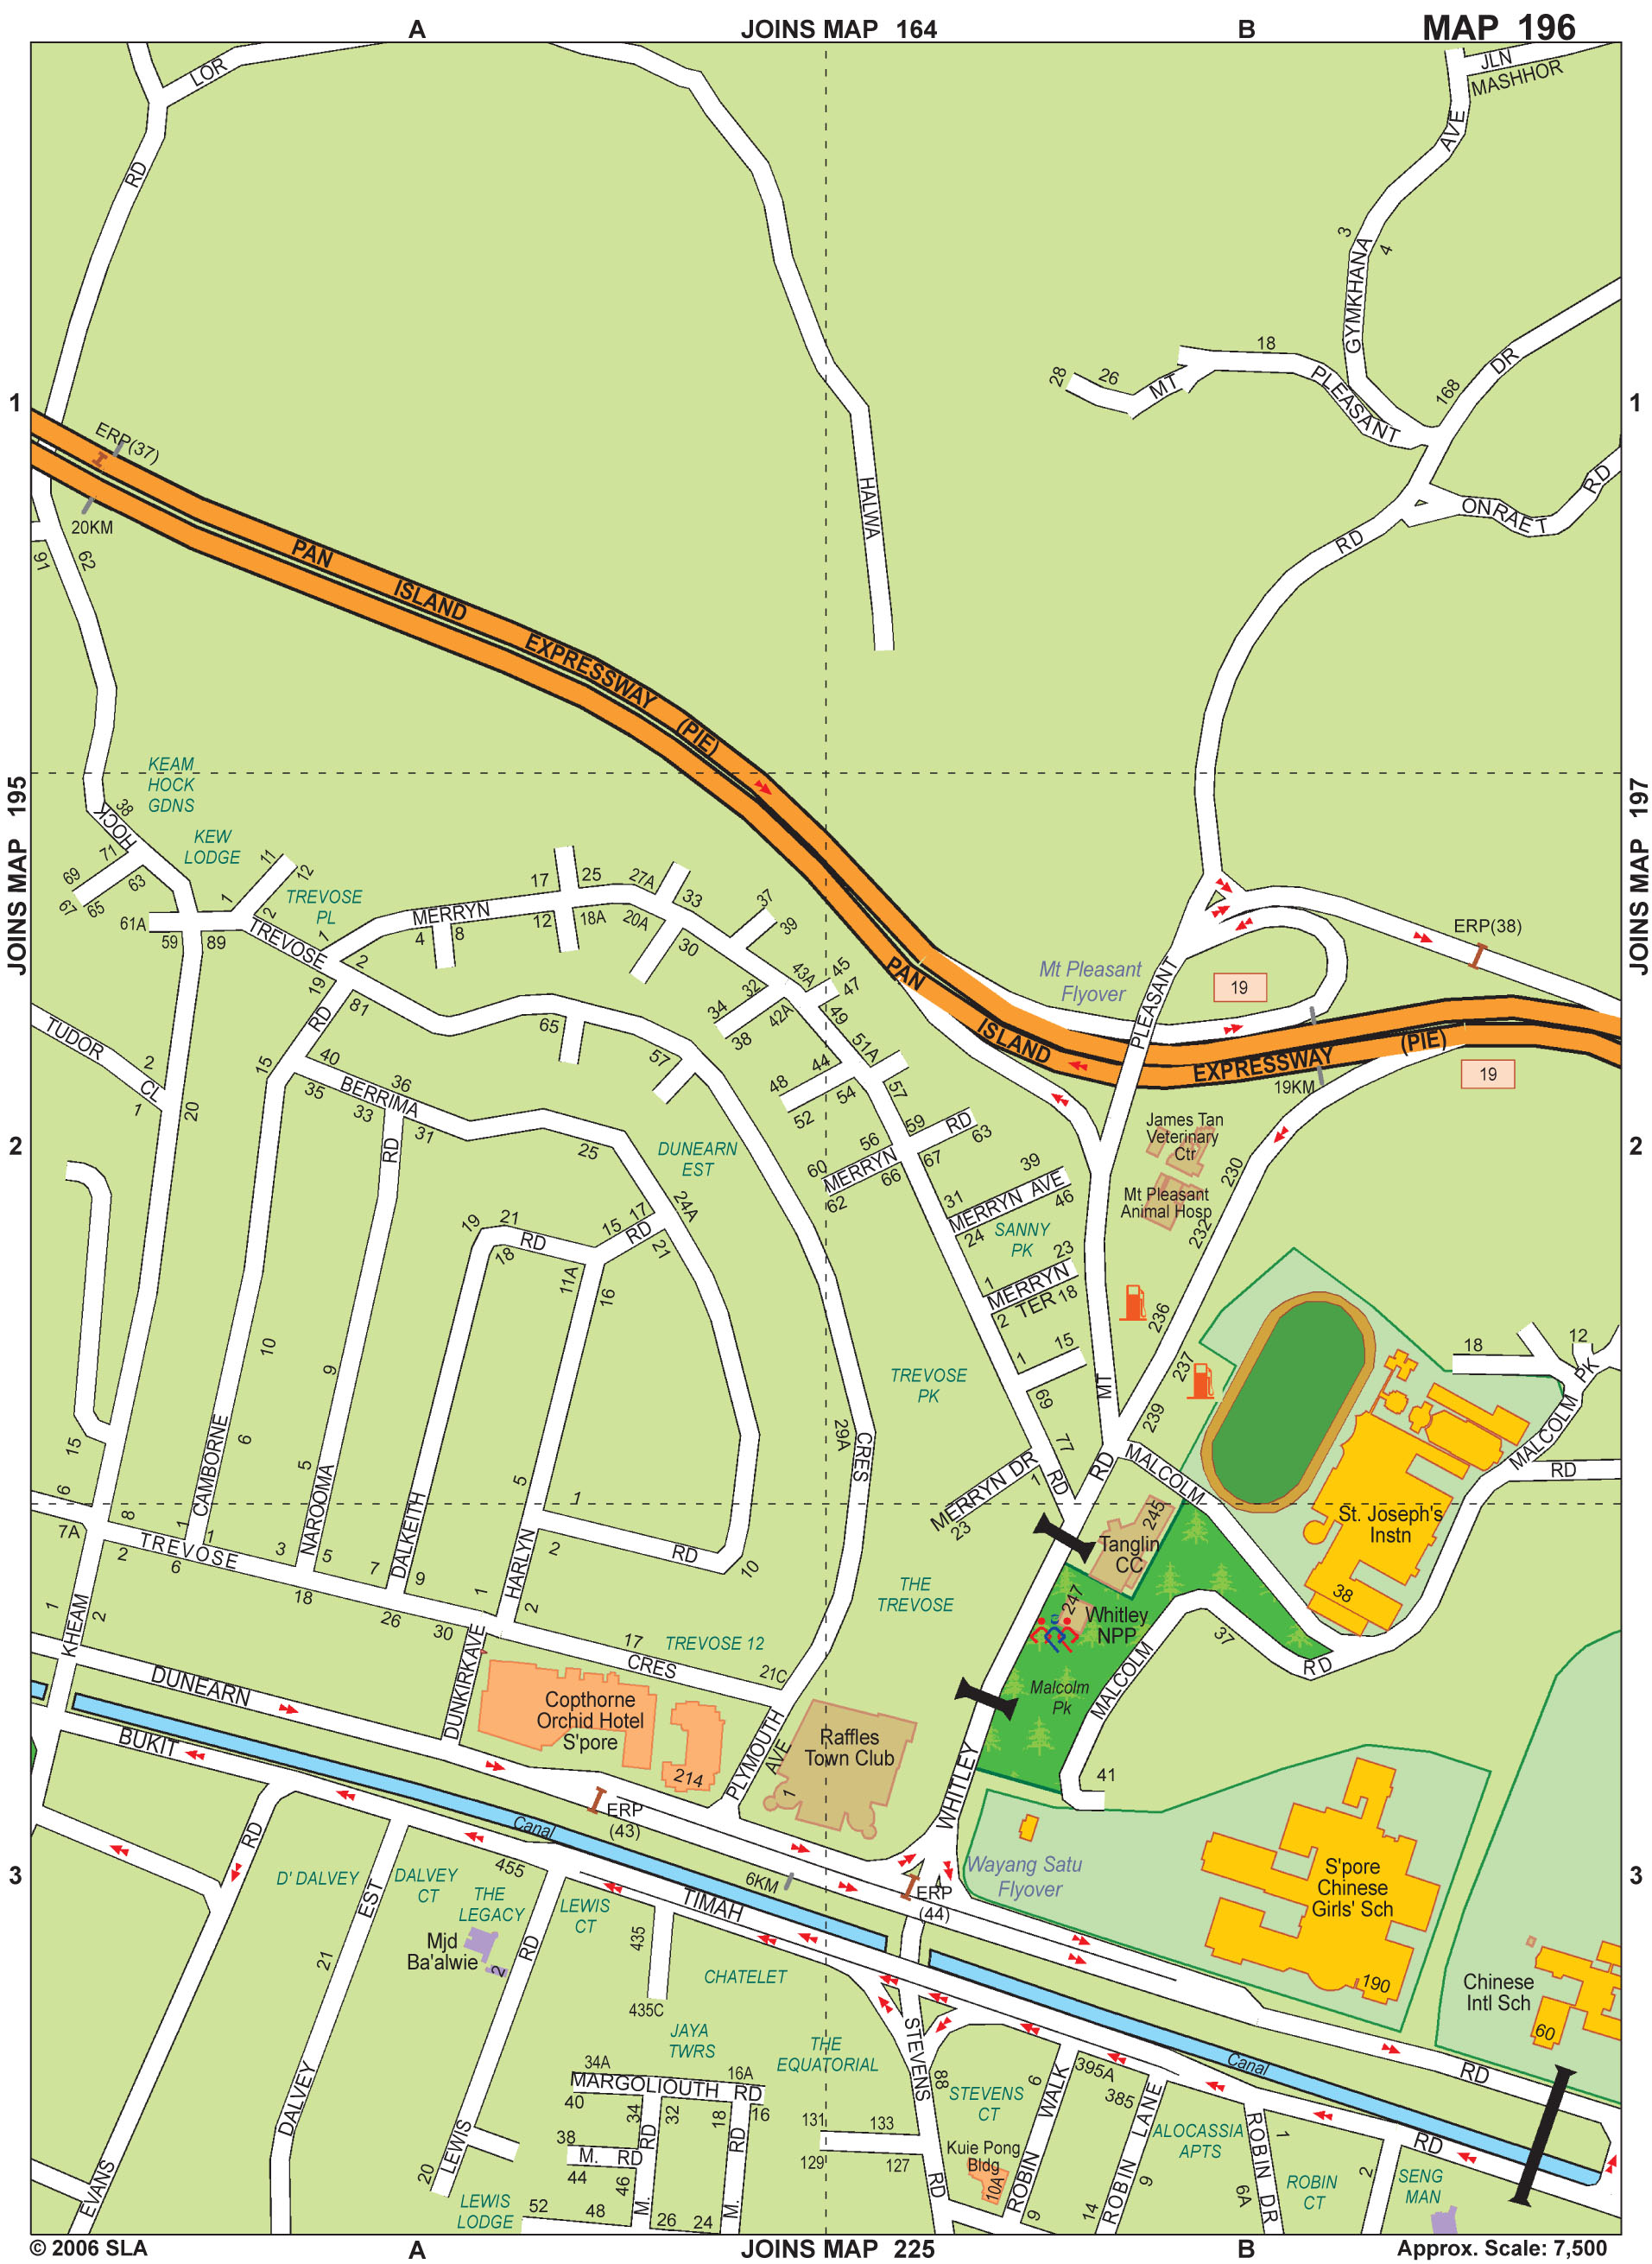 A
JOINS MAP 164
B
MAP 196
LOR
RD
JLN
MASHHOR
AVE
3
4
GYMKHANA
18
28
26
MT
PLEASANT
168
DR
1
1
ERP(37)
20KM
91
62
HALWA
ONRAET
RD
RD
PAN
ISLAND
EXPRESSWAY
(PIE)
JOINS MAP 195
JOINS MAP 197
KEAM
HOCK
GDNS
38
HOCK
KEW
LODGE
71
69
67
65
63
61A
59
89
1
11
12
2
TREVOSE
PL
TREVOSE
1
2
19
81
MERRYN
4
8
17
25
12
18A
27A
20A
33
30
37
39
43A
45
47
32
34
38
42A
49
51A
44
48
52
54
57
65
57
RD
15
40
35
BERRIMA
36
33
31
RD
25
TUDOR
CL
2
1
20
DUNEARN
EST
60
56
59
RD
63
MERRYN
62
66
67
31
39
MERRYN AVE
46
24
SANNY
PK
23
1
MERRYN
TER
18
2
1
15
69
77
RD
MERRYN DR
1
23
PAN
ISLAND
EXPRESSWAY
(PIE)
Mt Pleasant
Flyover
PLEASANT
19
ERP(38)
19
19KM
James Tan
Veterinary
Ctr
Mt Pleasant
Animal Hosp
230
232
236
237
239
MT
RD
2
2
19
21
RD
18
15
17
RD
24A
21
11A
16
10
9
6
5
5
15
6
7A
8
CAMBORNE
NAROOMA
DALKEITH
HARLYN
TREVOSE
PK
29A
CRES
MALCOLM
St. Joseph's
Instn
38
18
12
PK
MALCOLM
RD
245
Tanglin
CC
247
Whitley
NPP
Malcolm
Pk
MALCOLM
37
RD
41
TREVOSE
2
6
1
1
3
5
18
7
9
26
30
1
2
2
1
RD
10
THE
TREVOSE
TREVOSE 12
17
CRES
21C
KHEAM
1
2
DUNKIRK AVE
DUNEARN
BUKIT
Copthorne
Orchid Hotel
S'pore
214
PLYMOUTH
AVE
1
Raffles
Town Club
WHITLEY
Wayang Satu
Flyover
S'pore
Chinese
Girls' Sch
190
Chinese
Intl Sch
60
ERP
(43)
Canal
6KM
ERP
(44)
3
3
RD
D' DALVEY
EST
DALVEY
CT
455
THE
LEGACY
Mjd
Ba'alwie
2
LEWIS
CT
RD
TIMAH
435
435C
CHATELET
JAYA
TWRS
THE
EQUATORIAL
STEVENS
88
STEVENS
CT
21
DALVEY
EVANS
LEWIS
20
LEWIS
LODGE
34A
16A
MARGOLIOUTH RD
40
34
32
18
16
RD
RD
38
M. RD
44
46
M.
M.
52
48
26
24
131
133
129
127
RD
Kuie Pong
Bldg
10A
6
WALK
ROBIN
9
395A
385
LANE
ROBIN
9
14
ALOCASSIA
APTS
ROBIN DR
1
6A
ROBIN
CT
2
SENG
MAN
Canal
RD
RD
© 2006 SLA
A
JOINS MAP 225
B
Approx. Scale: 7,500